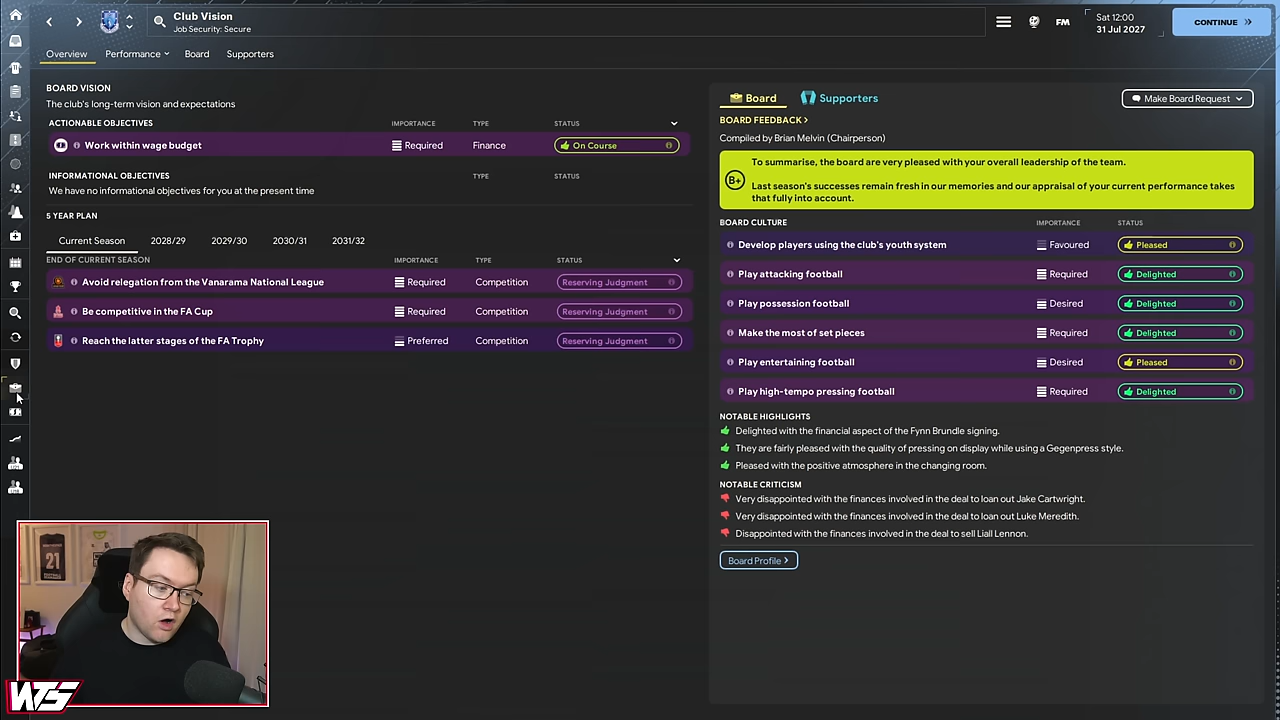 Club Vision
Job Security: Secure
FM
Sat 12:00
31 Jul 2027
CONTINUE
Overview
Performance
Board
Supporters
BOARD VISION
The club's long-term vision and expectations
ACTIONABLE OBJECTIVES IMPORTANCE TYPE STATUS
Work within wage budget Required Finance On Course
INFORMATIONAL OBJECTIVES TYPE STATUS
We have no informational objectives for you at the present time
5 YEAR PLAN
Current Season 2028/29 2029/30 2030/31 2031/32
END OF CURRENT SEASON IMPORTANCE TYPE STATUS
Avoid relegation from the Vanarama National League Required Competition Reserving Judgment
Be competitive in the FA Cup Required Competition Reserving Judgment
Reach the latter stages of the FA Trophy Preferred Competition Reserving Judgment
Board Supporters Make Board Request
BOARD FEEDBACK
Compiled by Brian Melvin (Chairperson)
B+
To summarise, the board are very pleased with your overall leadership of the team.
Last season's successes remain fresh in our memories and our appraisal of your current performance takes
that fully into account.
BOARD CULTURE IMPORTANCE STATUS
Develop players using the club's youth system Favoured Pleased
Play attacking football Required Delighted
Play possession football Desired Delighted
Make the most of set pieces Required Delighted
Play entertaining football Desired Pleased
Play high-tempo pressing football Required Delighted
NOTABLE HIGHLIGHTS
Delighted with the financial aspect of the Fynn Brundle signing.
They are fairly pleased with the quality of pressing on display while using a Gegenpress style.
Pleased with the positive atmosphere in the changing room.
NOTABLE CRITICISM
Very disappointed with the finances involved in the deal to loan out Jake Cartwright.
Very disappointed with the finances involved in the deal to loan out Luke Meredith.
Disappointed with the finances involved in the deal to sell Liall Lennon.
Board Profile
21
WTS